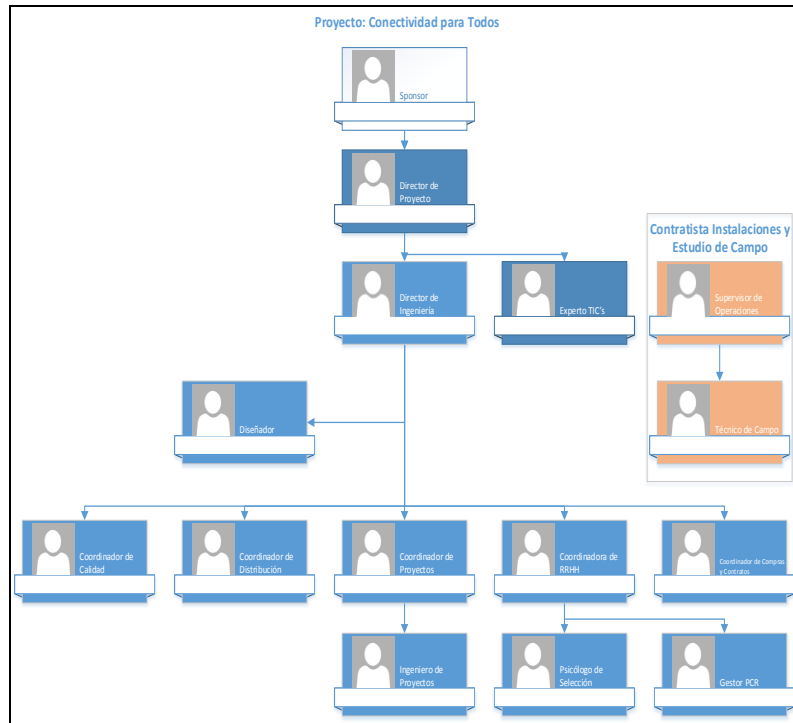 Proyecto: Conectividad para Todos
Sponsor
Director de
Proyecto
Contratista Instalaciones y
Estudio de Campo
Director de
Ingeniería
Experto TIC's
Supervisor de
Operaciones
Diseñador
Técnico de Campo
Coordinador de
Calidad
Coordinador de
Distribución
Coordinador de
Proyectos
Coordinadora de
RRHH
Coordinador de Compras
y Contratos
Ingeniero de
Proyectos
Psicólogo de
Selección
Gestor PCR